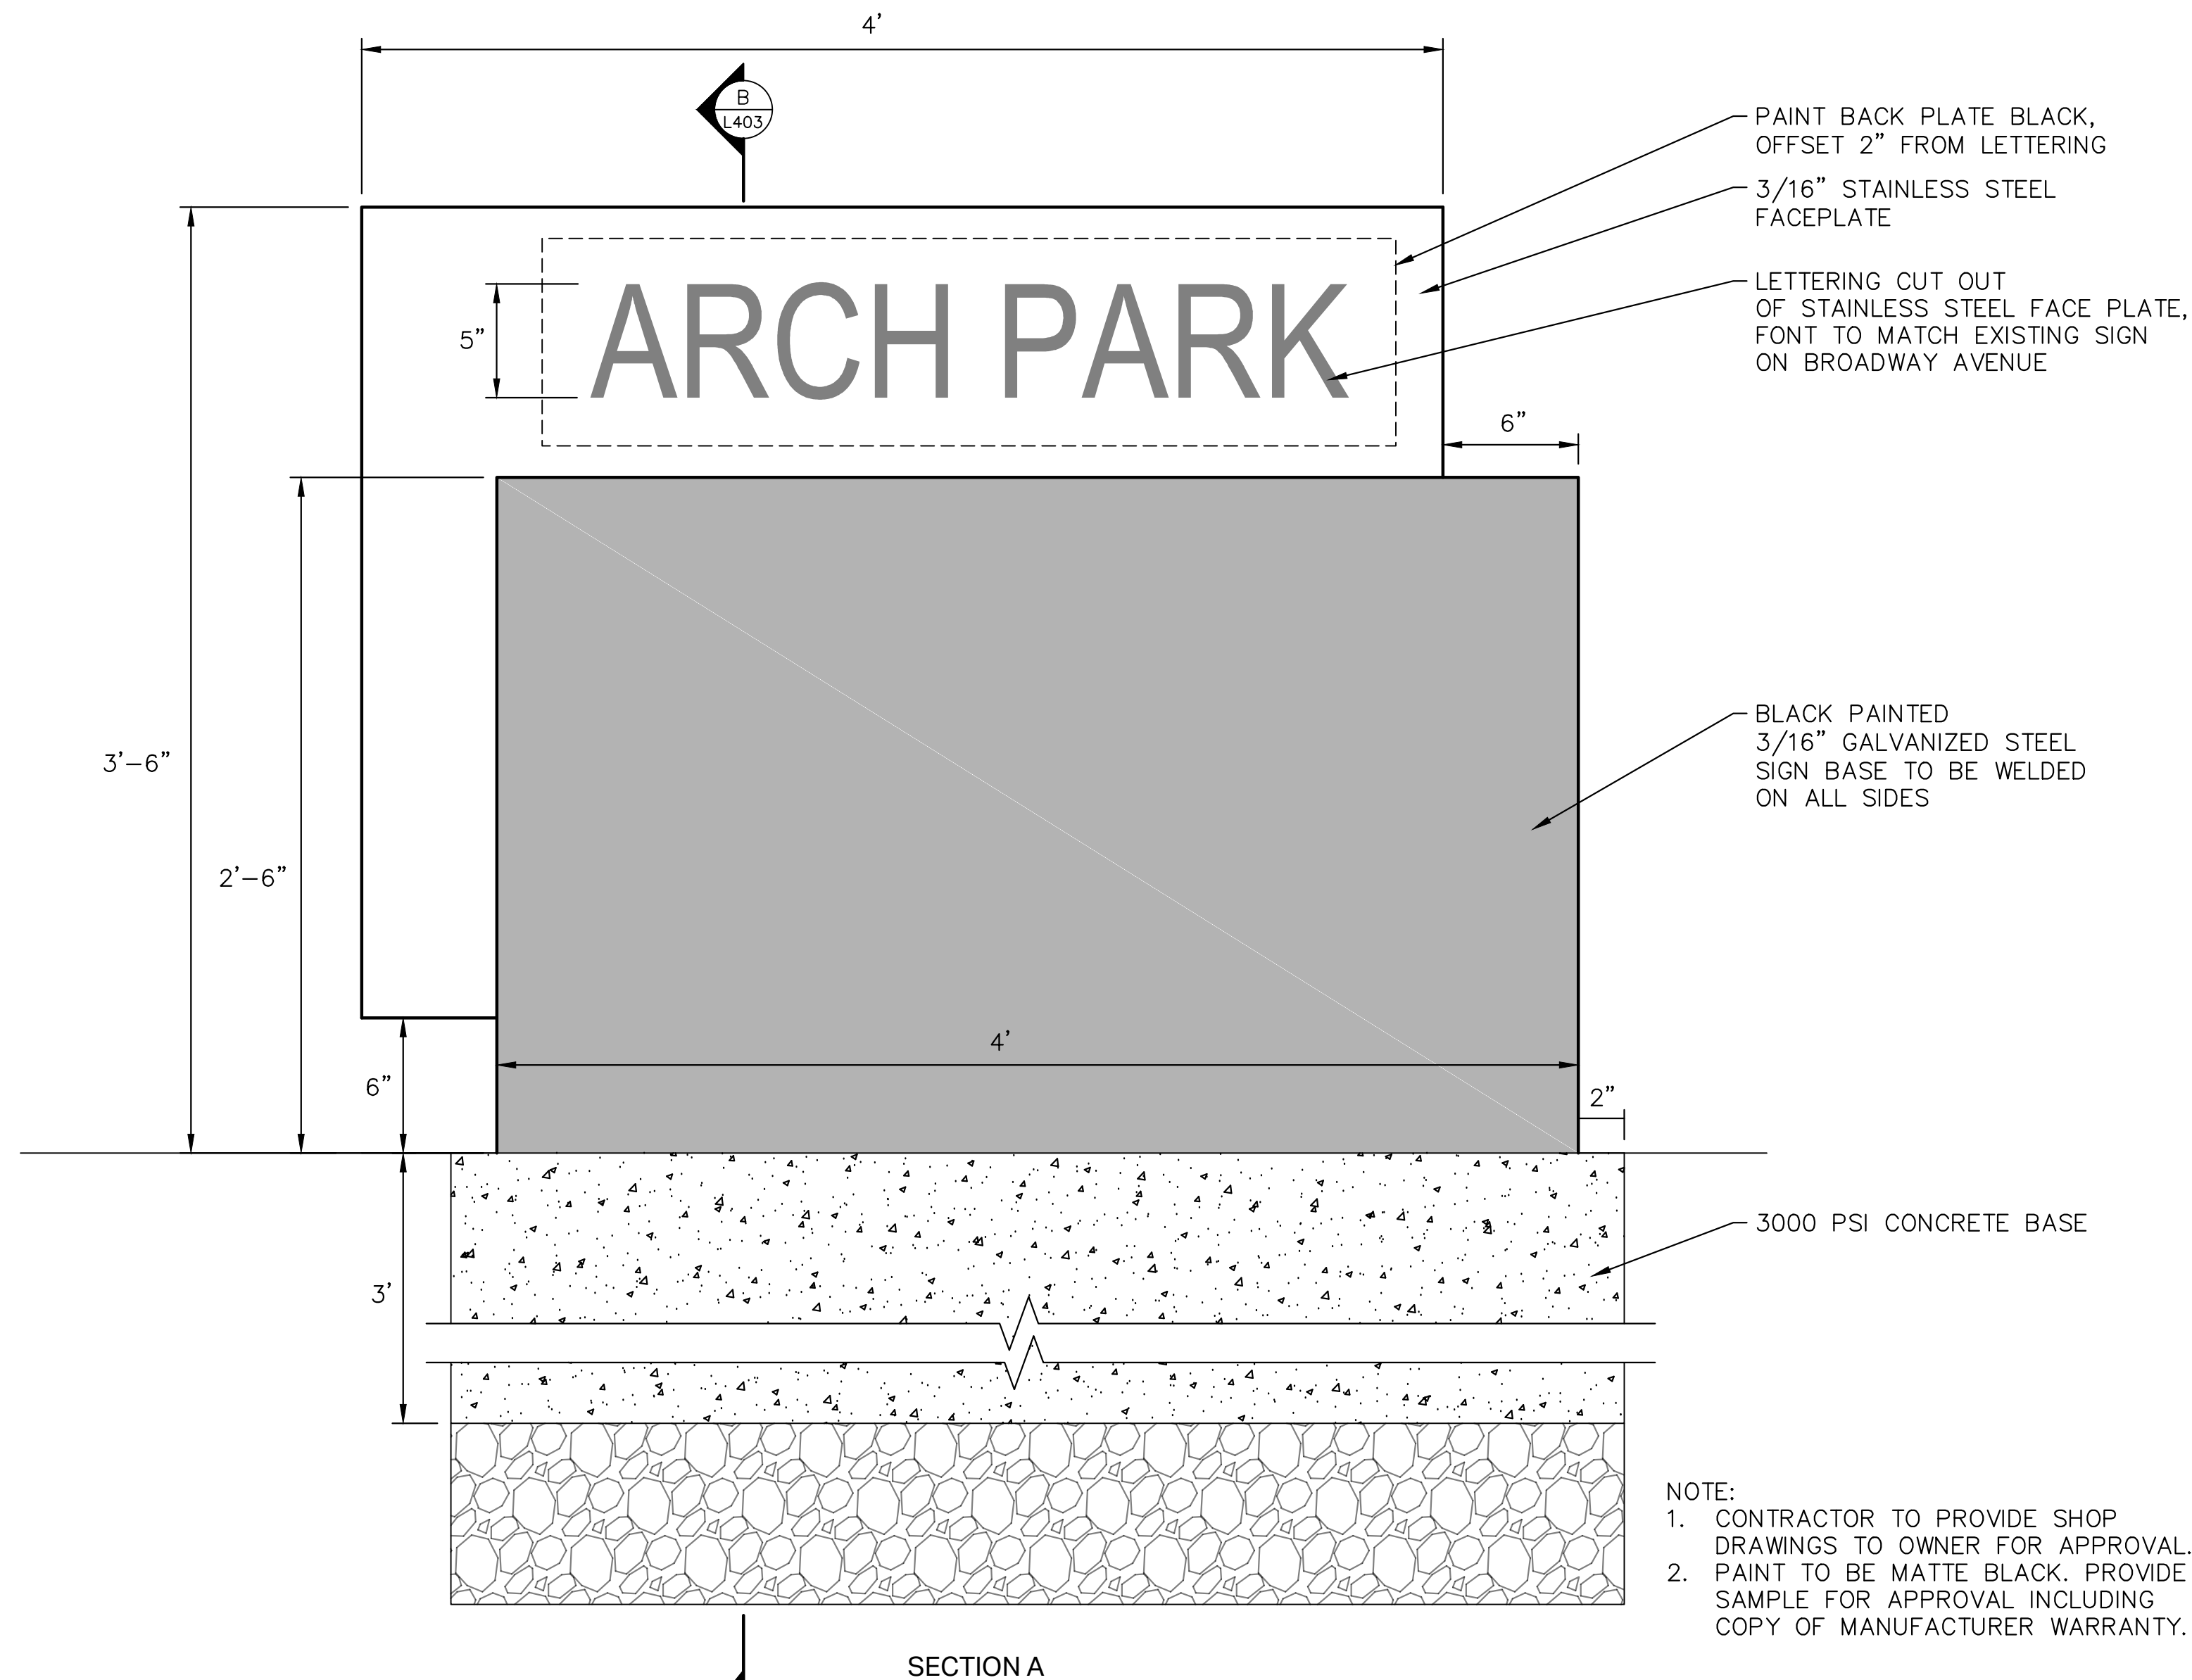 4'
B
L403
PAINT BACK PLATE BLACK,
OFFSET 2” FROM LETTERING
3/16” STAINLESS STEEL
FACEPLATE
ARCH PARK
5”
LETTERING CUT OUT
OF STAINLESS STEEL FACE PLATE,
FONT TO MATCH EXISTING SIGN
ON BROADWAY AVENUE
6”
3'–6”
2'–6”
BLACK PAINTED
3/16” GALVANIZED STEEL
SIGN BASE TO BE WELDED
ON ALL SIDES
4'
6”
2”
3000 PSI CONCRETE BASE
3'
NOTE:
1. CONTRACTOR TO PROVIDE SHOP
DRAWINGS TO OWNER FOR APPROVAL.
2. PAINT TO BE MATTE BLACK. PROVIDE
SAMPLE FOR APPROVAL INCLUDING
COPY OF MANUFACTURER WARRANTY.
SECTION A